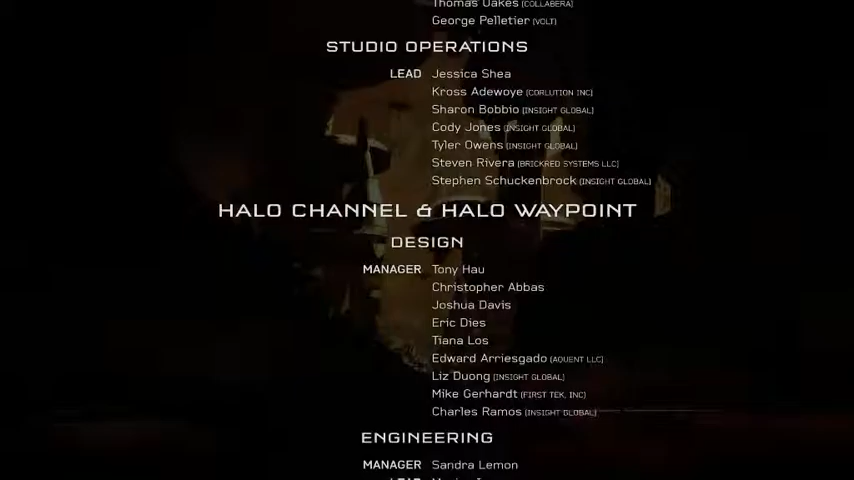 Thomas Oakes (COLLABERA)
George Pelletier (VOLT)
STUDIO OPERATIONS
LEAD Jessica Shea
Kross Adewoye (CORLUTION INC)
Sharon Bobbio (INSIGHT GLOBAL)
Cody Jones (INSIGHT GLOBAL)
Tyler Owens (INSIGHT GLOBAL)
Steven Rivera (BRICKRED SYSTEMS LLC)
Stephen Schuckenbrock (INSIGHT GLOBAL)
HALO CHANNEL & HALO WAYPOINT
DESIGN
MANAGER Tony Hau
Christopher Abbas
Joshua Davis
Eric Dies
Tiana Los
Edward Arriesgado (AQUENT LLC)
Liz Duong (INSIGHT GLOBAL)
Mike Gerhardt (FIRST TEK, INC)
Charles Ramos (INSIGHT GLOBAL)
ENGINEERING
MANAGER Sandra Lemon